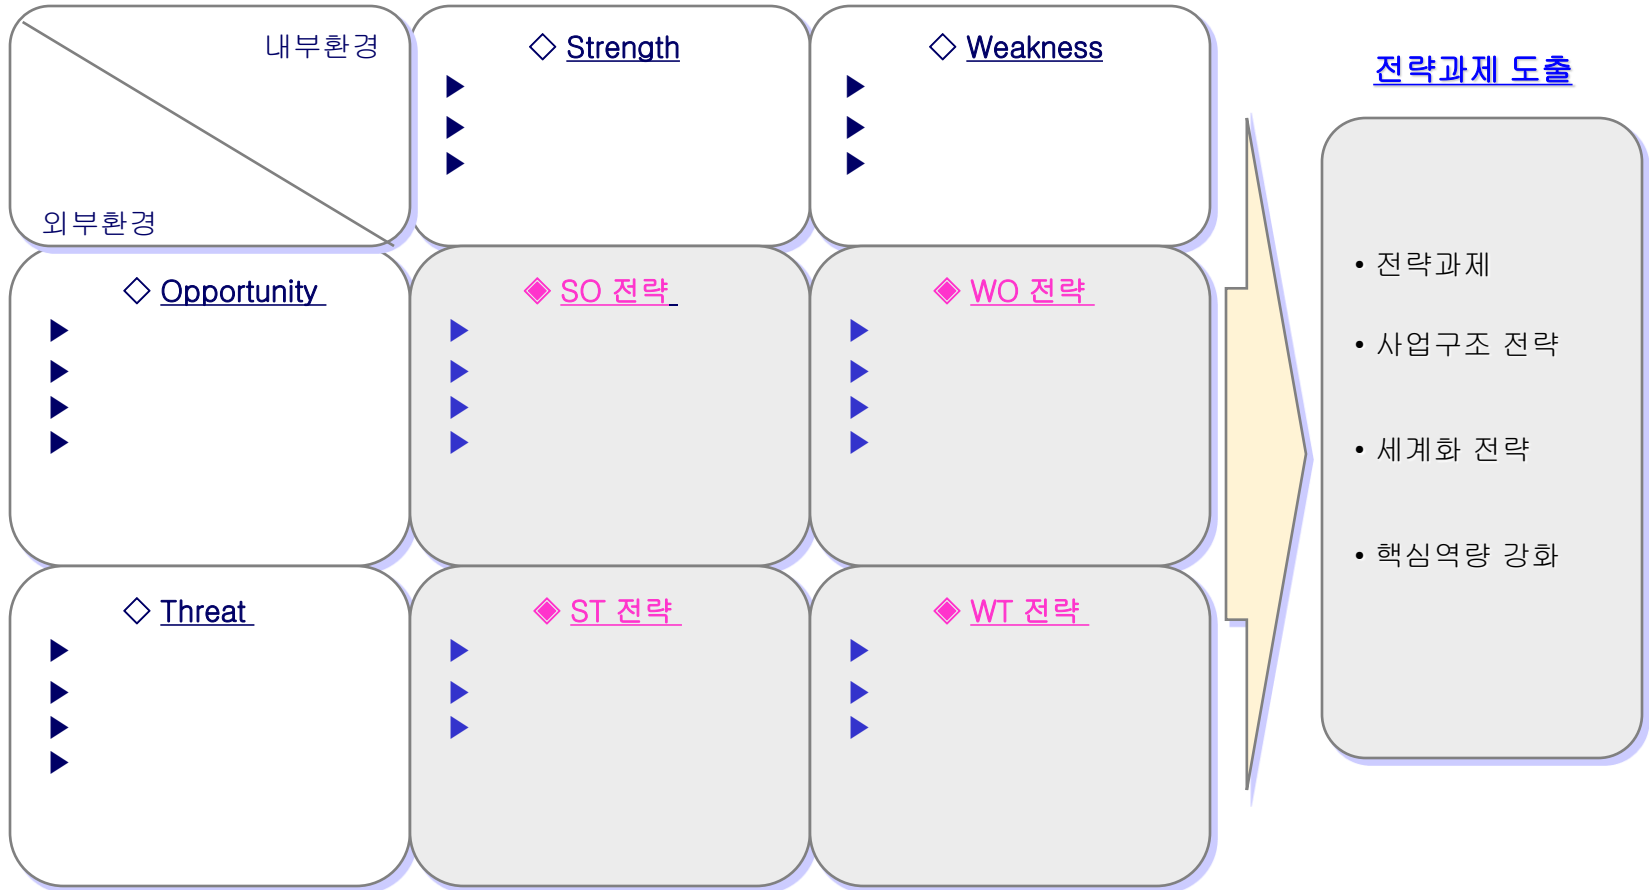 내부환경
외부환경
◇ Strength
▶
▶
▶
◇ Weakness
▶
▶
▶
◇ Opportunity
▶
▶
▶
▶
◈ SO 전략
▶
▶
▶
▶
◈ WO 전략
▶
▶
▶
▶
◇ Threat
▶
▶
▶
▶
◈ ST 전략
▶
▶
▶
◈ WT 전략
▶
▶
▶
전략과제 도출
• 전략과제
• 사업구조 전략
• 세계화 전략
• 핵심역량 강화